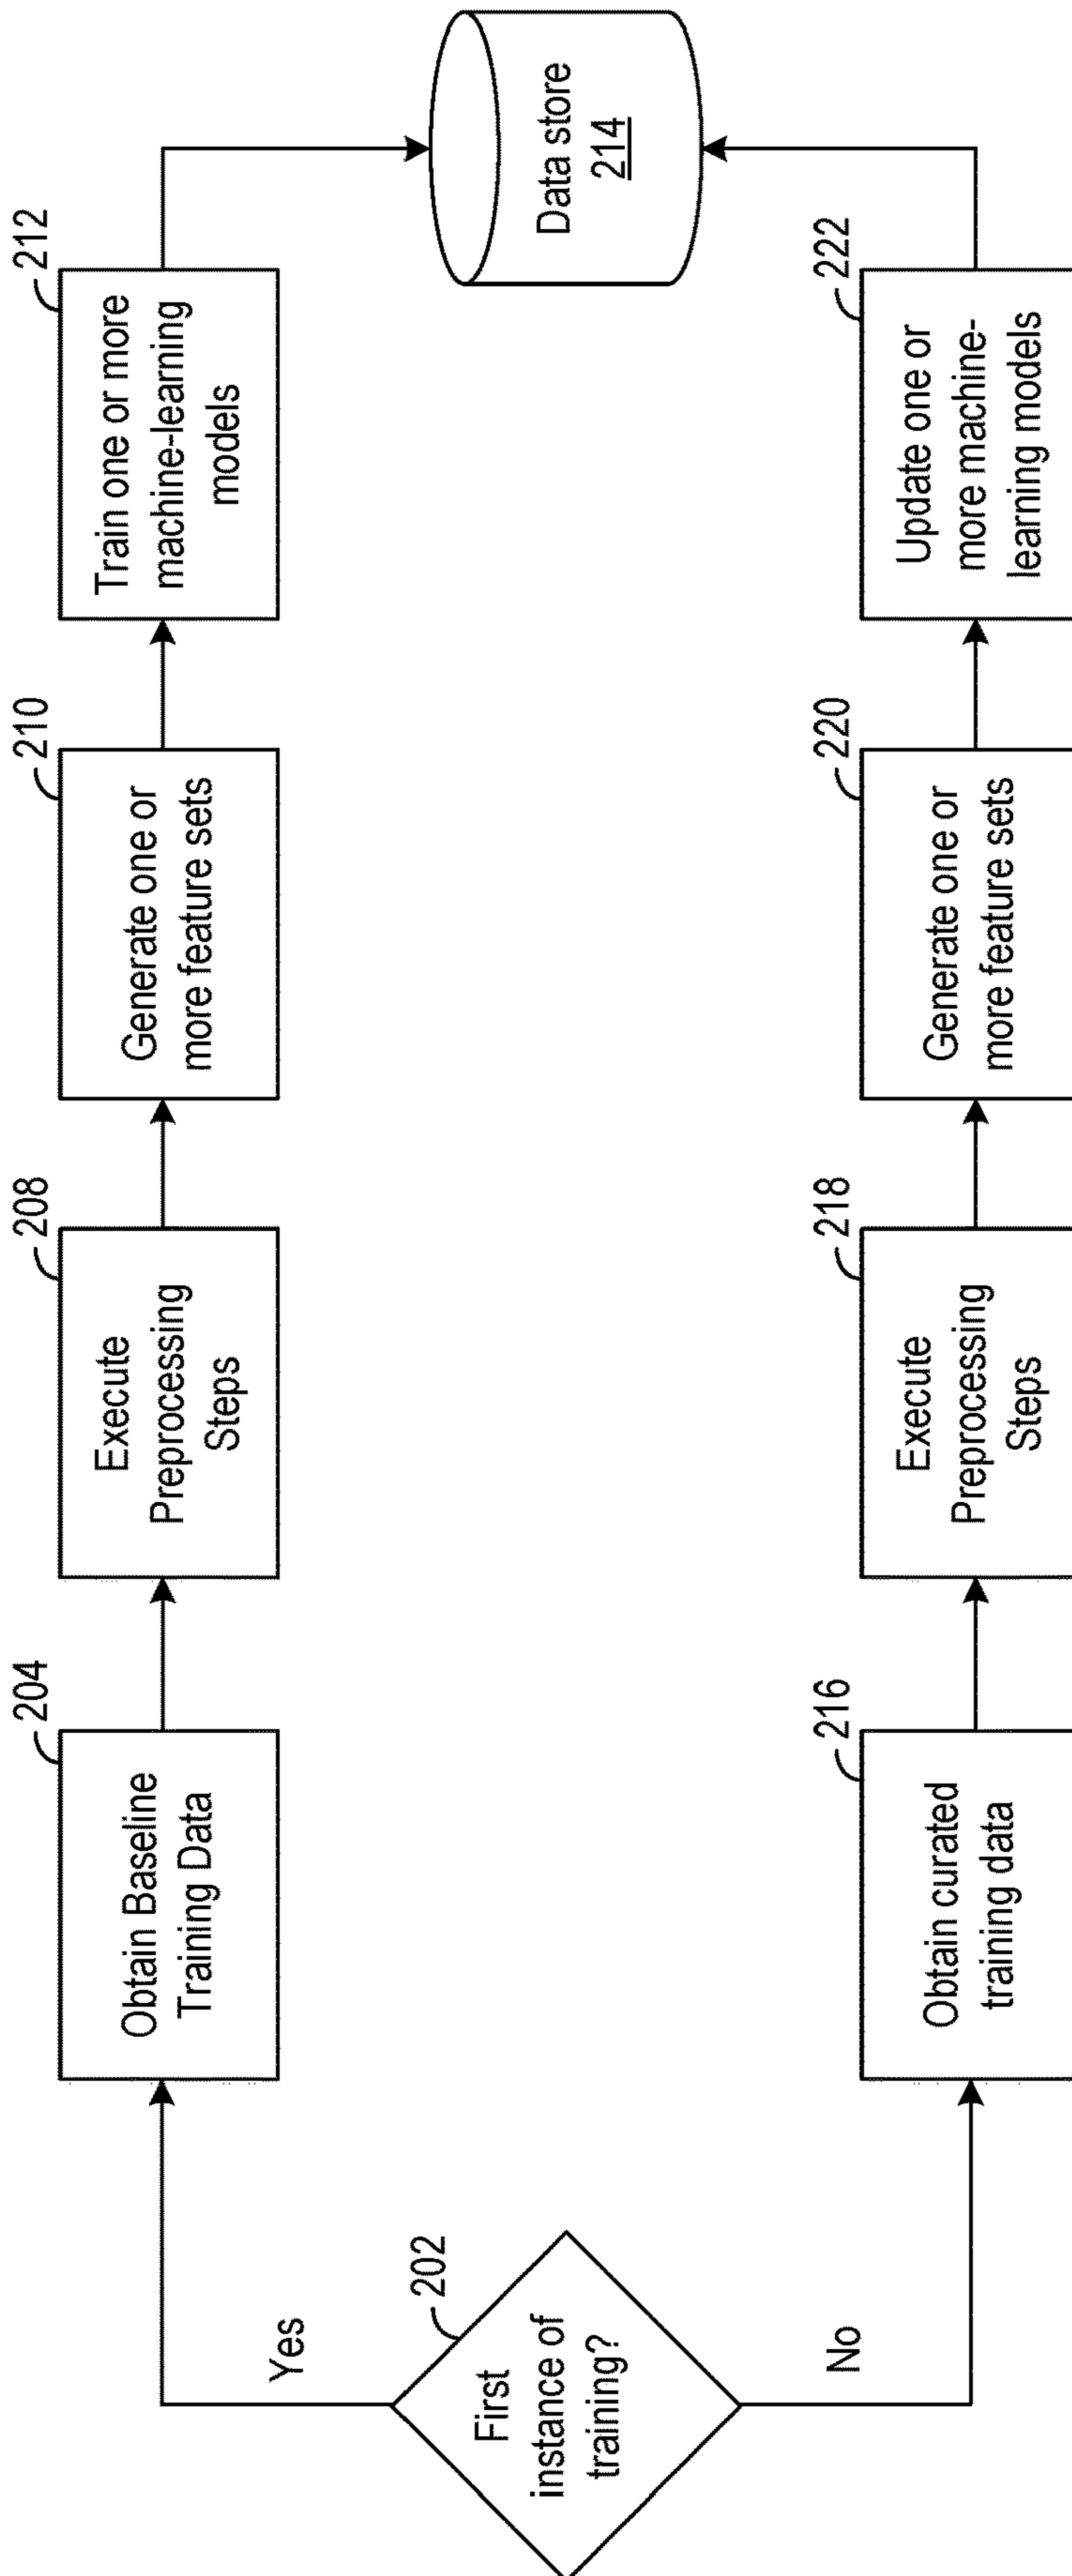 First
instance of
training?
202
Yes
No
204
Obtain Baseline
Training Data
208
Execute
Preprocessing
Steps
210
Generate one or
more feature sets
212
Train one or more
machine-learning
models
Data store
214
216
Obtain curated
training data
218
Execute
Preprocessing
Steps
220
Generate one or
more feature sets
222
Update one or
more machine-
learning models